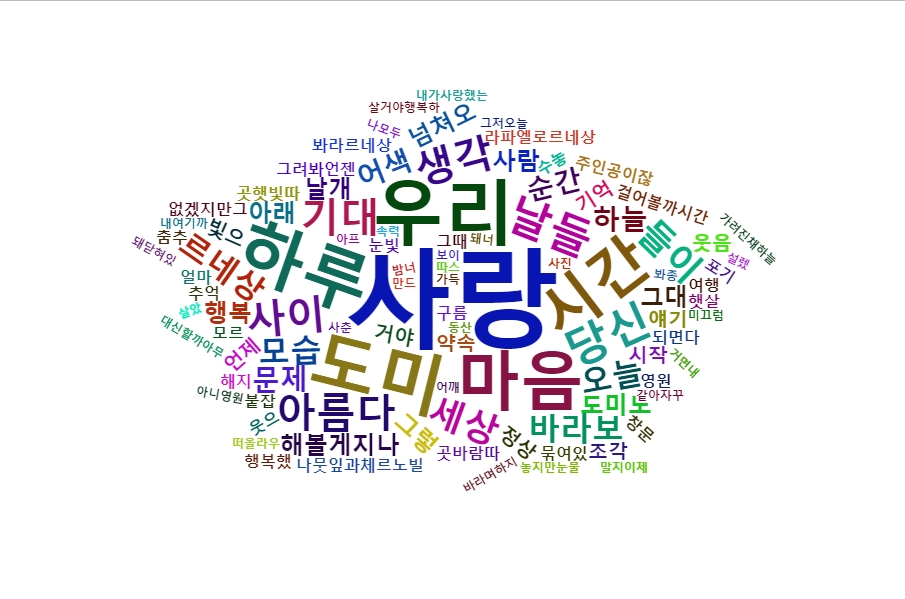 내가사랑했는
살거야행복하
넘쳐오
그저오늘
나모두
라파엘로르네상
봐라르네상
생각
어색
사람
수놓
주인공이잖
그려봐언젠
날개
순간
기억
걸어볼까시간
곳햇빛따
우리
없겠지만그
아래
기대
날들
하늘
가려진채하늘
내여기까
빛으
속력
돼너
들이
웃음
춤추
아프
눈빛
그때
설렜
돼닫혀있
르네상
하루
보이
사랑
시간
사진
포기
밤너
따스
봐종
얼마
만드
가득
여행
추억
그대
햇살
살았
행복
사이
구름
당신
얘기
미끄럼
대신할까아무
모르
사춘
거야
동산
약속
되면다
언제
모습
도미
마음
시작
거면내
해지
문제
어깨
오늘
영원
아니영원
붙잡
같아자꾸
웃으
아름다
세상
도미노
그렇
바라보
창문
떠올라우
해볼게지나
정상
행복했
나뭇잎과체르노빌
곳바람따
묶여있
조각
바라며하지
놓지만눈물
말지이제